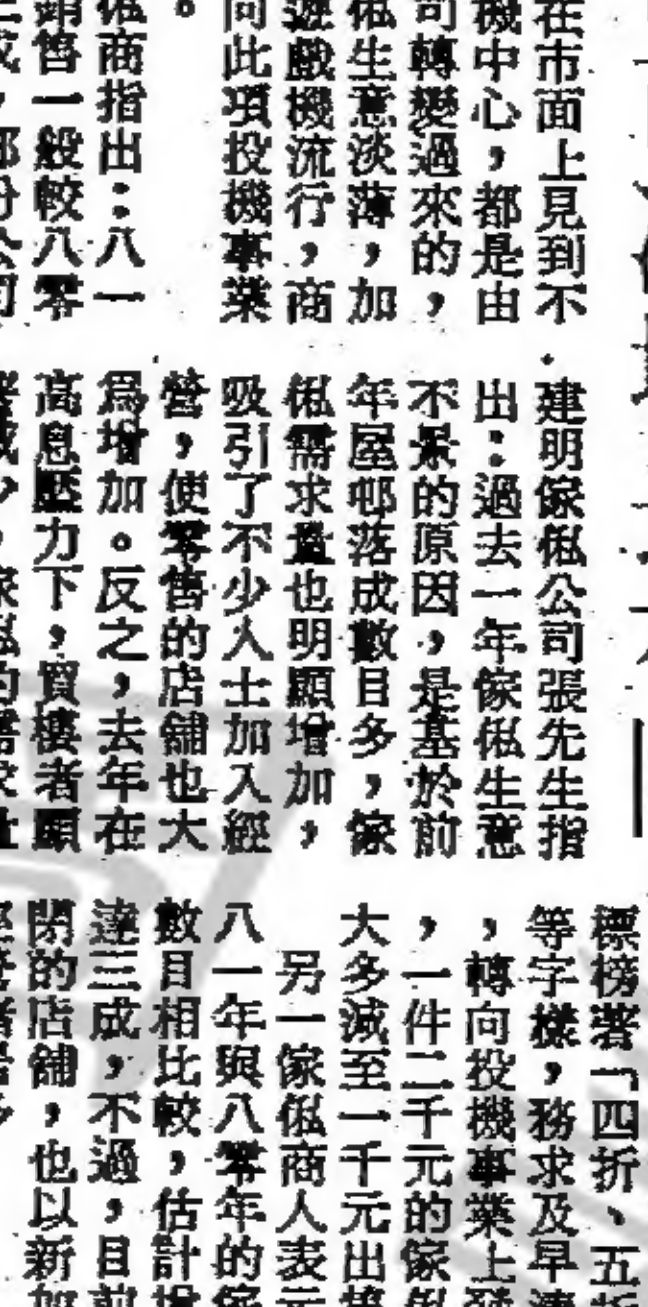 在市面上見到不
機中心，都是由
司轉變過來的，
俬生意淡薄，加
遊戲機流行，商
向此項投機事業
。
俬商指出：八一
銷售一般較八零
建明傢俬公司張先生指
出：過去一年傢俬生意
不景的原因，是基於前
年屋邨落成數目多，傢
俬需求量也明顯增加，
吸引了不少人士加入經
營，使零售的店舖也大
為增加。反之，去年在
高息壓力下，買樓者顯
標榜著「四折、五折
等字樣，務求及早
，轉向投機事業上
，一件二千元的傢俬
大多減至一千元出
另一傢俬商人表示
八一年與八零年的傢
數目相比較，估計增
達三成，不過，目前
閉的店舖，也以新加